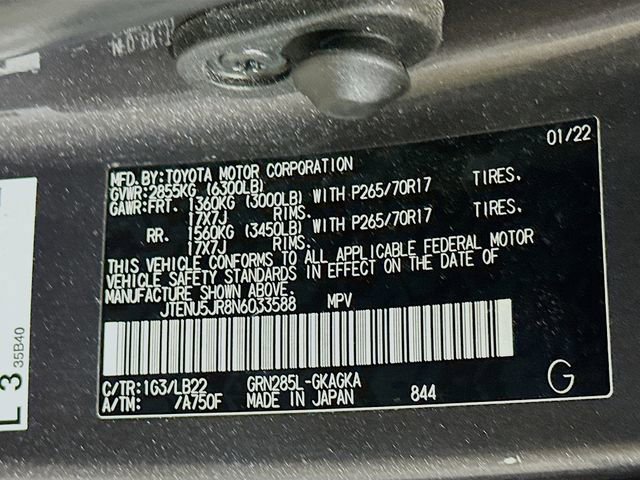 01/22
MFD. BY:TOYOTA MOTOR CORPORATION
GVWR:2855KG (6300LB)
GAWR:FRT. 1360KG (3000LB) WITH P265/70R17 TIRES.
17X7J RIMS.
RR. 1560KG (3450LB) WITH P265/70R17 TIRES.
17X7J RIMS.
THIS VEHICLE CONFORMS TO ALL APPLICABLE FEDERAL MOTOR
VEHICLE SAFETY STANDARDS IN EFFECT ON THE DATE OF
MANUFACTURE SHOWN ABOVE.
JTENU5JR8N6033588 MPV
C/TR:1G3/LB22 GRN285L-GKAGKA
A/TM: /A750F MADE IN JAPAN 844
G
L 3
35B40